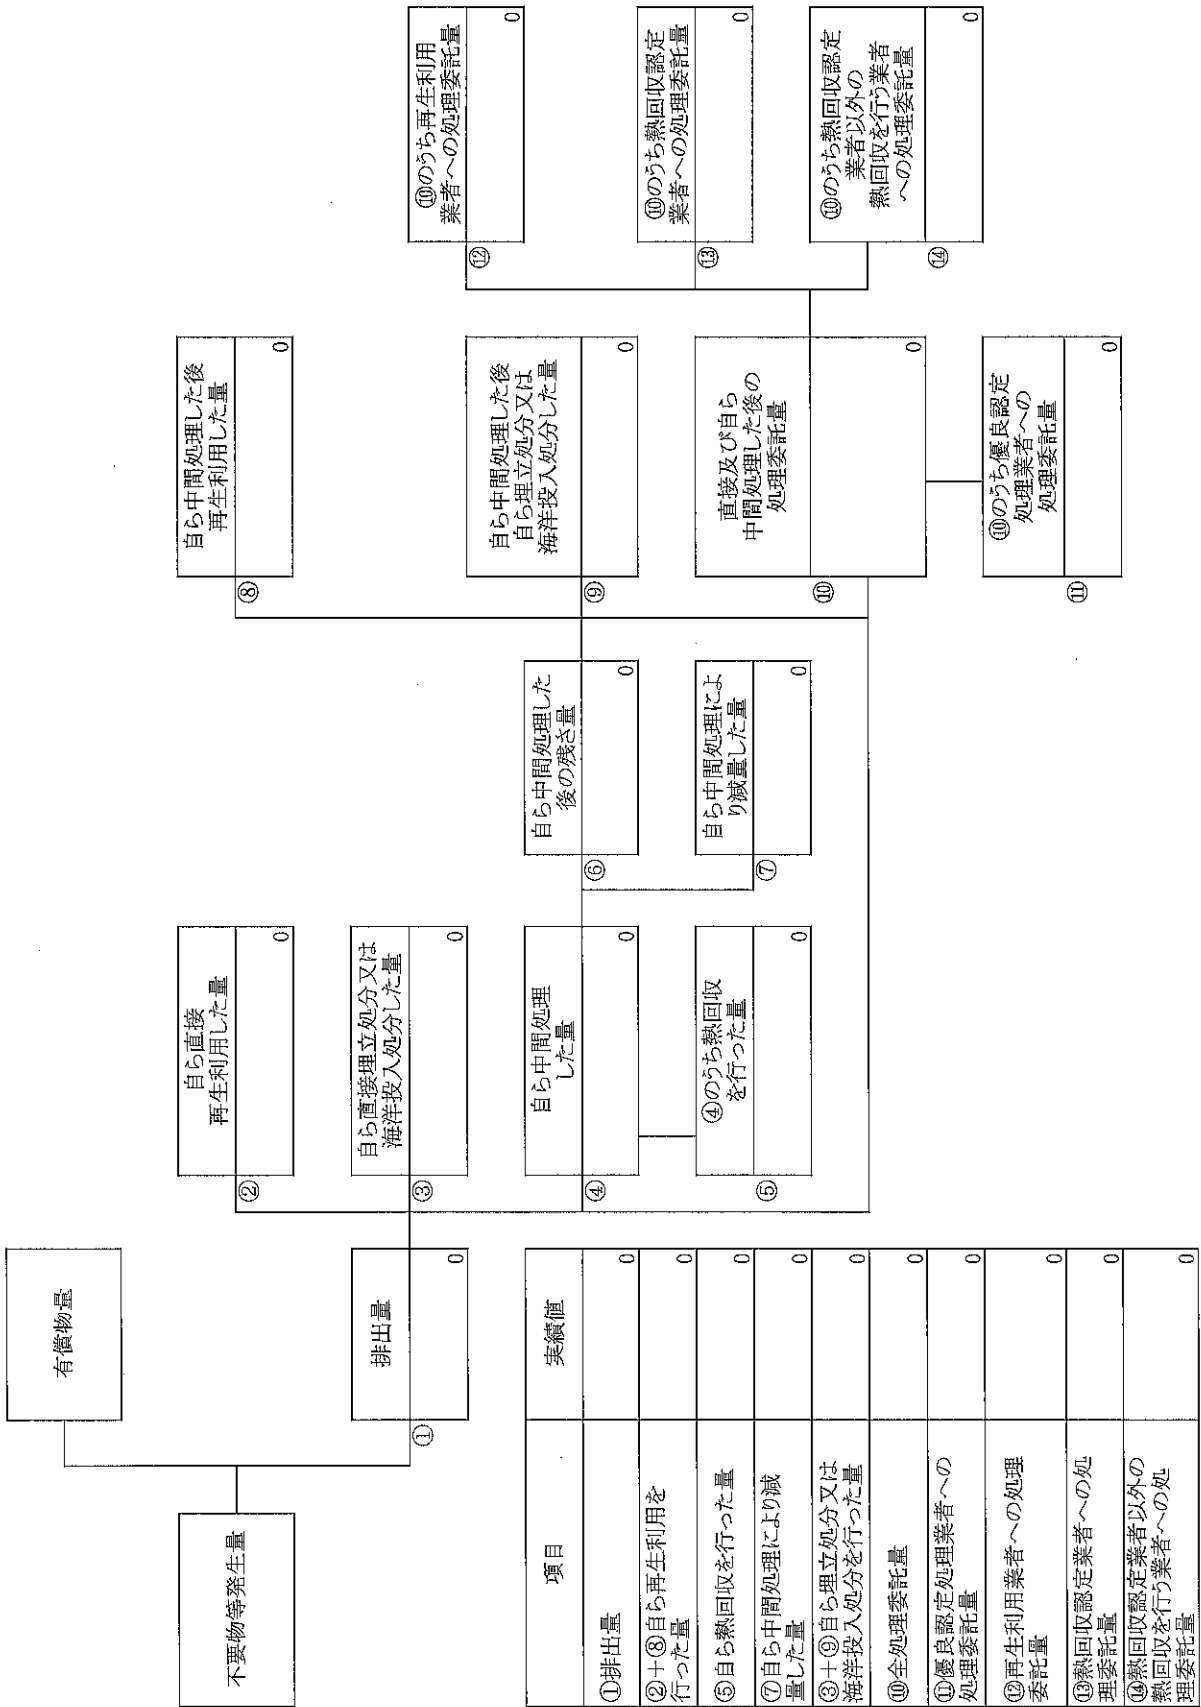 不要物等発生量
有償物量
①
排出量
0
②
自ら直接
再生利用した量
0
③
自ら直接埋立処分又は
海洋投入処分した量
0
④
自ら中間処理
した量
0
⑤
④のうち熱回収
を行った量
0
⑥
自ら中間処理した
後の残さ量
0
⑦
自ら中間処理によ
り減量した量
0
⑧
自ら中間処理した後
再生利用した量
0
⑨
自ら中間処理した後
自ら埋立処分又は
海洋投入処分した量
0
⑩
直接及び自ら
中間処理した後の
処理委託量
0
⑪
⑩のうち優良認定
処理業者への
処理委託量
0
⑫
⑩のうち再生利用
業者への処理委託量
0
⑬
⑩のうち熱回収認定
業者への処理委託量
0
⑭
⑩のうち熱回収認定
業者以外の
熱回収を行う業者
への処理委託量
0
項目 実績値
①排出量 0
②+⑧自ら再生利用を
行った量 0
⑤自ら熱回収を行った量 0
⑦自ら中間処理により減
量した量 0
③+⑨自ら埋立処分又は
海洋投入処分を行った量 0
⑩全処理委託量 0
⑪優良認定処理業者への
処理委託量 0
⑫再生利用業者への処理
委託量 0
⑬熱回収認定業者への処
理委託量 0
⑭熱回収認定業者以外の
熱回収を行う業者への処
理委託量 0